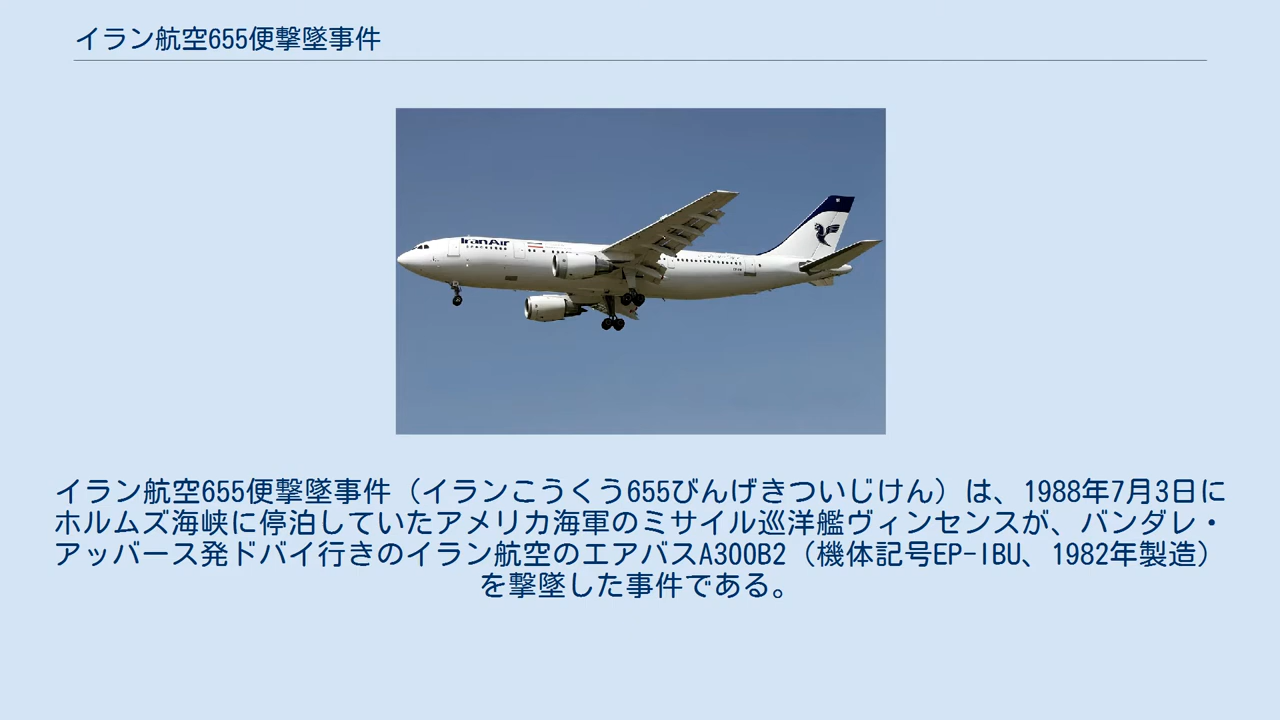 イラン航空655便撃墜事件
IranAir
イラン航空655便撃墜事件（イランこうくう655びんげきついじけん）は、1988年7月3日に
ホルムズ海峡に停泊していたアメリカ海軍のミサイル巡洋艦ヴィンセンスが、バンダレ・
アッバース発ドバイ行きのイラン航空のエアバスA300B2（機体記号EP-IBU、1982年製造）
を撃墜した事件である。